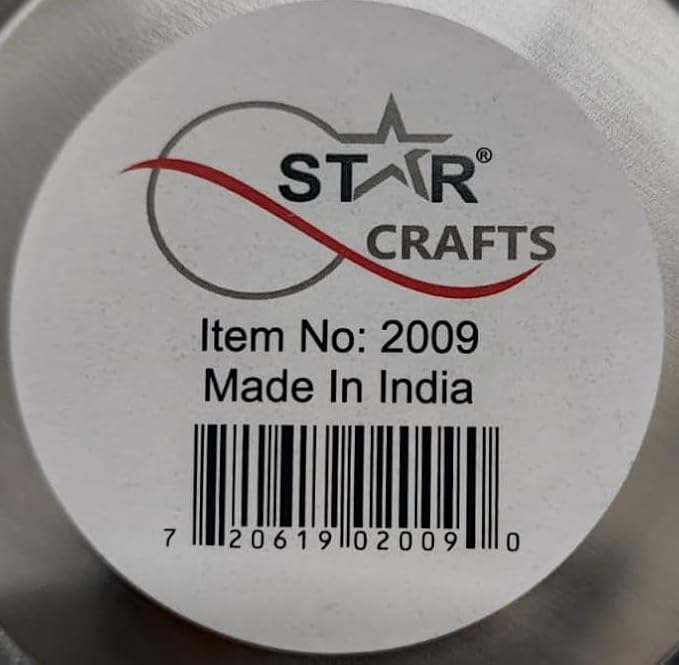 STAR®
CRAFTS
Item No: 2009
Made In India
7 20619 02009 0